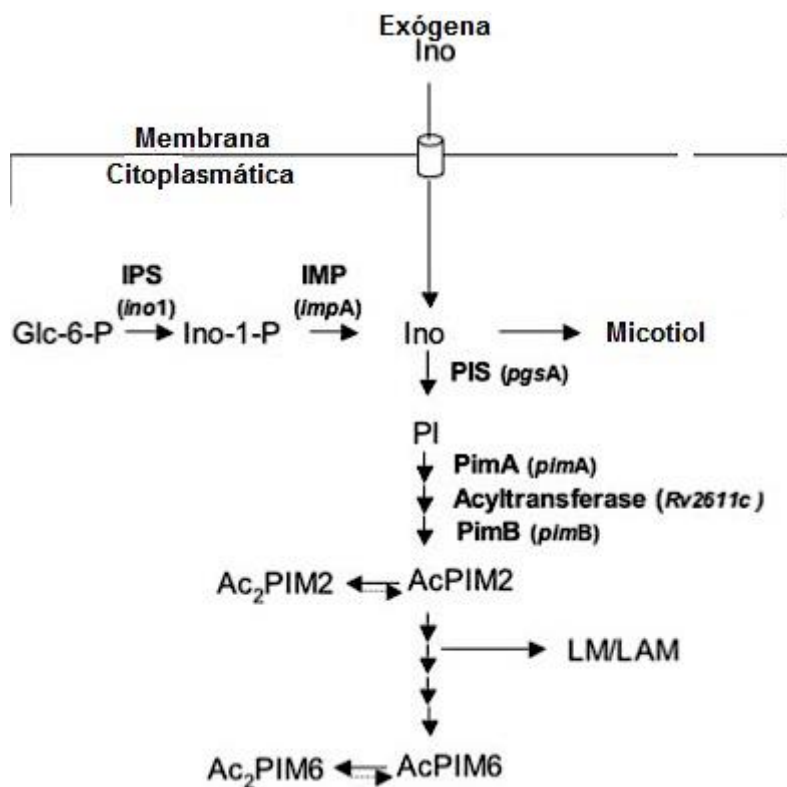 Exógena
Ino
Membrana
Citoplasmática
IPS
(ino1)
IMP
(impA)
Glc-6-P
Ino-1-P
Ino
Micotiol
PIS (pgsA)
PI
PimA (pimA)
Acyltransferase (Rv2611c)
PimB (pimB)
Ac₂PIM2
AcPIM2
LM/LAM
Ac₂PIM6
AcPIM6